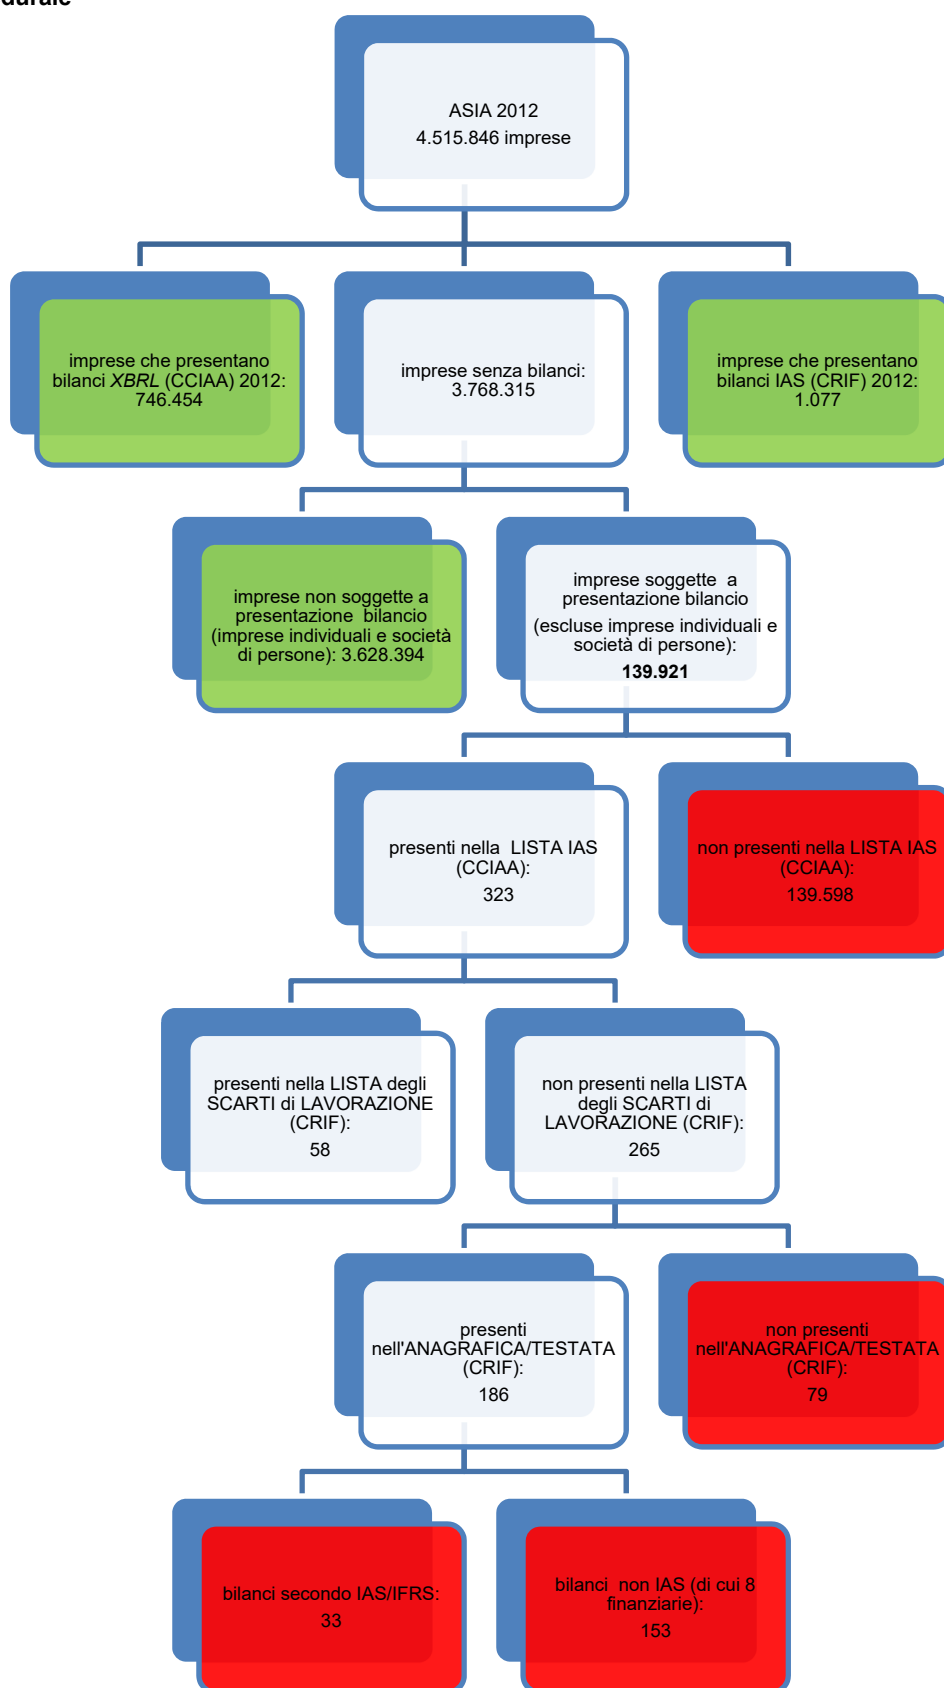 durale
ASIA 2012
4.515.846 imprese
imprese che presentano
bilanci XBRL (CCIAA) 2012:
746.454
imprese senza bilanci:
3.768.315
imprese che presentano
bilanci IAS (CRIF) 2012:
1.077
imprese non soggette a
presentazione bilancio
(imprese individuali e società
di persone): 3.628.394
imprese soggette a
presentazione bilancio
(escluse imprese individuali e
società di persone):
139.921
presenti nella LISTA IAS
(CCIAA):
323
non presenti nella LISTA IAS
(CCIAA):
139.598
presenti nella LISTA degli
SCARTI di LAVORAZIONE
(CRIF):
58
non presenti nella LISTA
degli SCARTI di
LAVORAZIONE (CRIF):
265
presenti
nell'ANAGRAFICA/TESTATA
(CRIF):
186
non presenti
nell'ANAGRAFICA/TESTATA
(CRIF):
79
bilanci secondo IAS/IFRS:
33
bilanci non IAS (di cui 8
finanziarie):
153